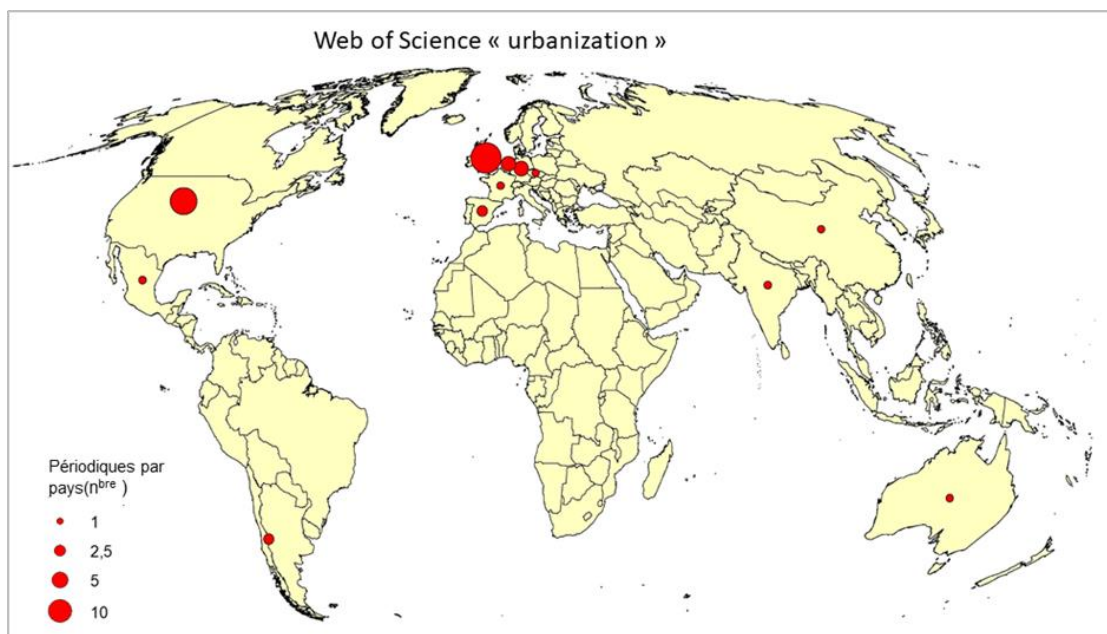 Web of Science « urbanization »
Périodiques par
pays(nbre )
1
2,5
5
10